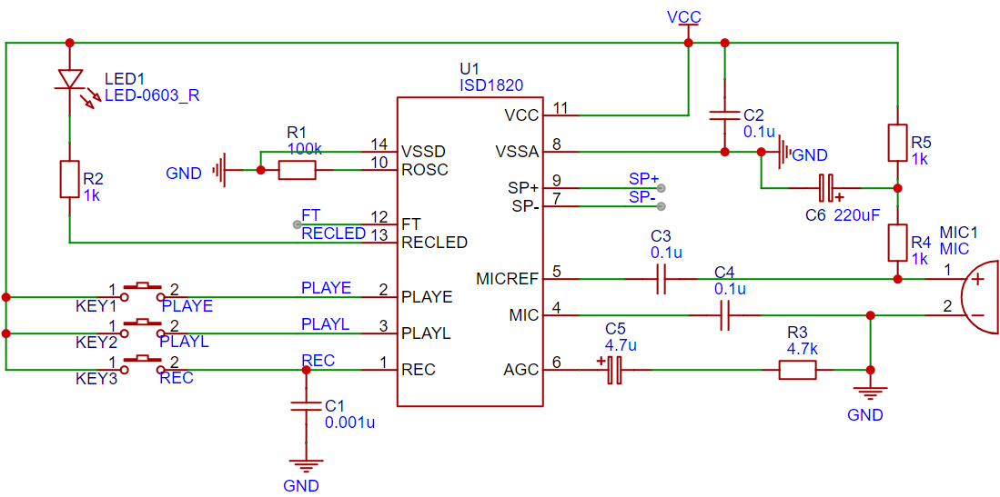 VCC
LED1
LED-0603_R
U1
ISD1820
VCC 11
C2
0.1u
R1
100k
14 VSSD
VSSA 8
GND
R5
1k
GND
10 ROSC
R2
1k
SP+ 9
SP+
SP- 7
SP-
C6 220uF
FT
12 FT
RECLED
13 RECLED
C3
0.1u
R4
1k
MIC1
MIC
MICREF 5
1
C4
0.1u
KEY1
1
2
PLAYE
PLAYE
2 PLAYE
MIC 4
2
KEY2
1
2
PLAYL
PLAYL
3 PLAYL
C5
4.7u
R3
4.7k
KEY3
1
2
REC
REC
1 REC
AGC 6
C1
0.001u
GND
GND